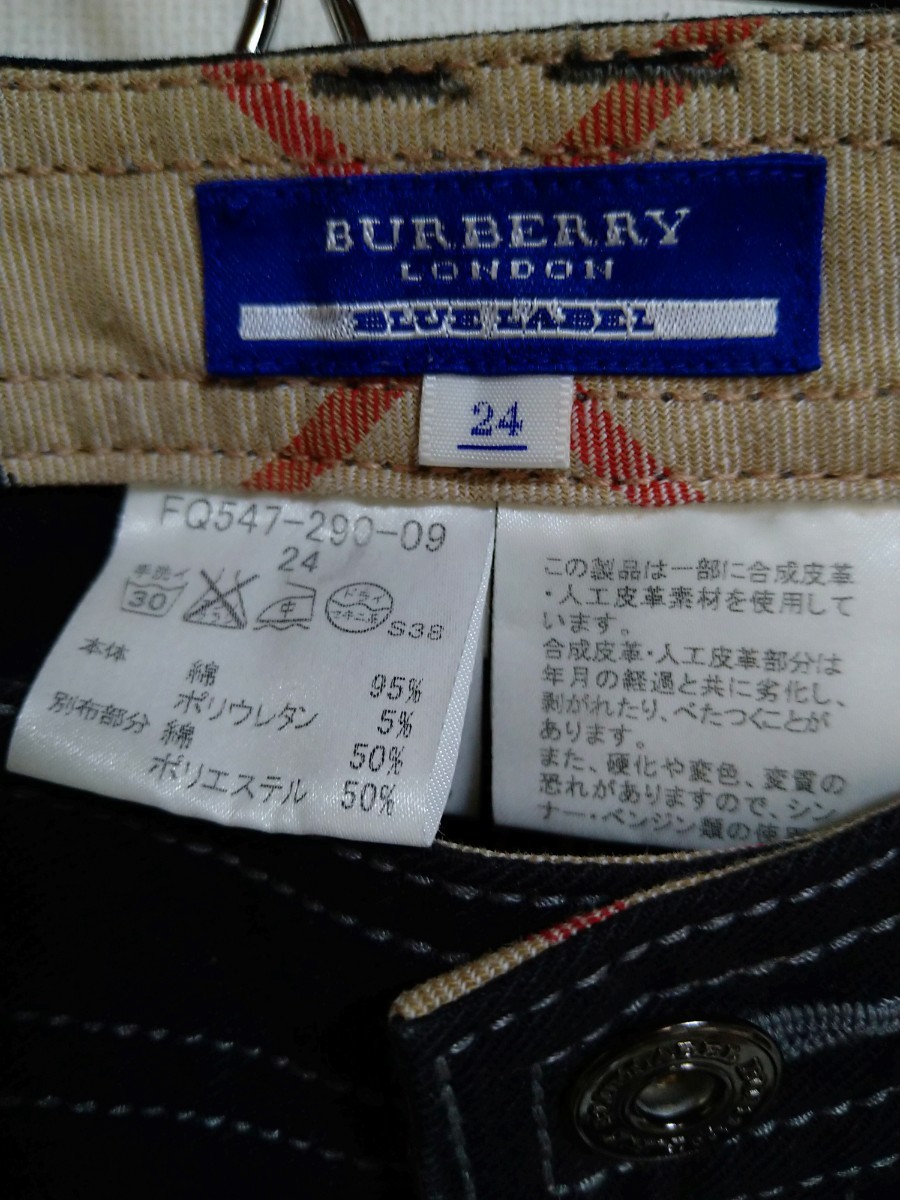 BURBERRY
LONDON
BLUE LABEL
24
FQ547-290-09
24
手洗イ
30
中
ドライ
S38
本体
綿 95%
ポリウレタン 5%
別布部分
綿 50%
ポリエステル 50%
この製品は一部に合成皮革
・人工皮革素材を使用して
います。
合成皮革・人工皮革部分は
年月の経過と共に劣化し、
剥がれたり、べたつくことが
あります。
また、硬化や変色、変質の
恐れがありますので、シン
ナー・ベンジン類の使用